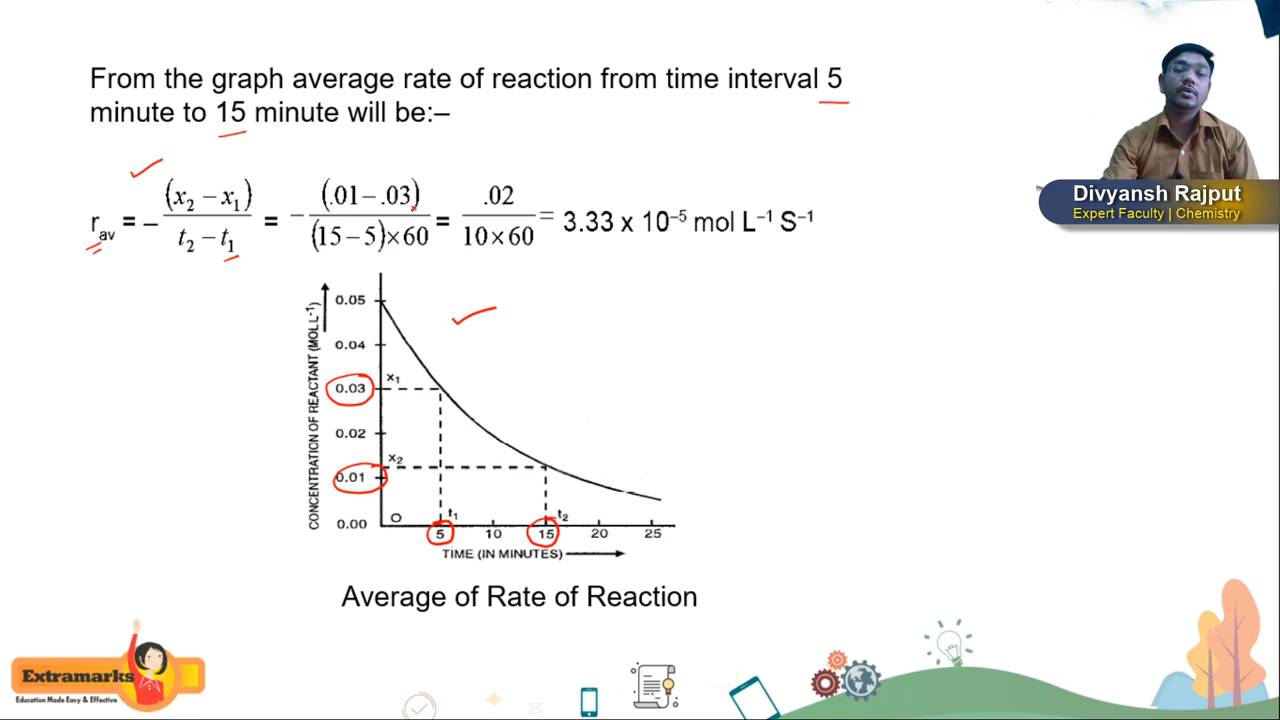 From the graph average rate of reaction from time interval 5
minute to 15 minute will be:–
r_av = – (x₂ – x₁) / (t₂ – t₁) = – (.01 – .03) / ((15 – 5) × 60) = .02 / (10 × 60) = 3.33 x 10⁻⁵ mol L⁻¹ S⁻¹
Divyansh Rajput
Expert Faculty | Chemistry
CONCENTRATION OF REACTANT (MOL L⁻¹)
0.05
0.04
0.03
x₁
0.02
x₂
0.01
0.00
O
t₁
t₂
5 10 15 20 25
TIME (IN MINUTES)
Average of Rate of Reaction
Extramarks
Education Made Easy & Effective